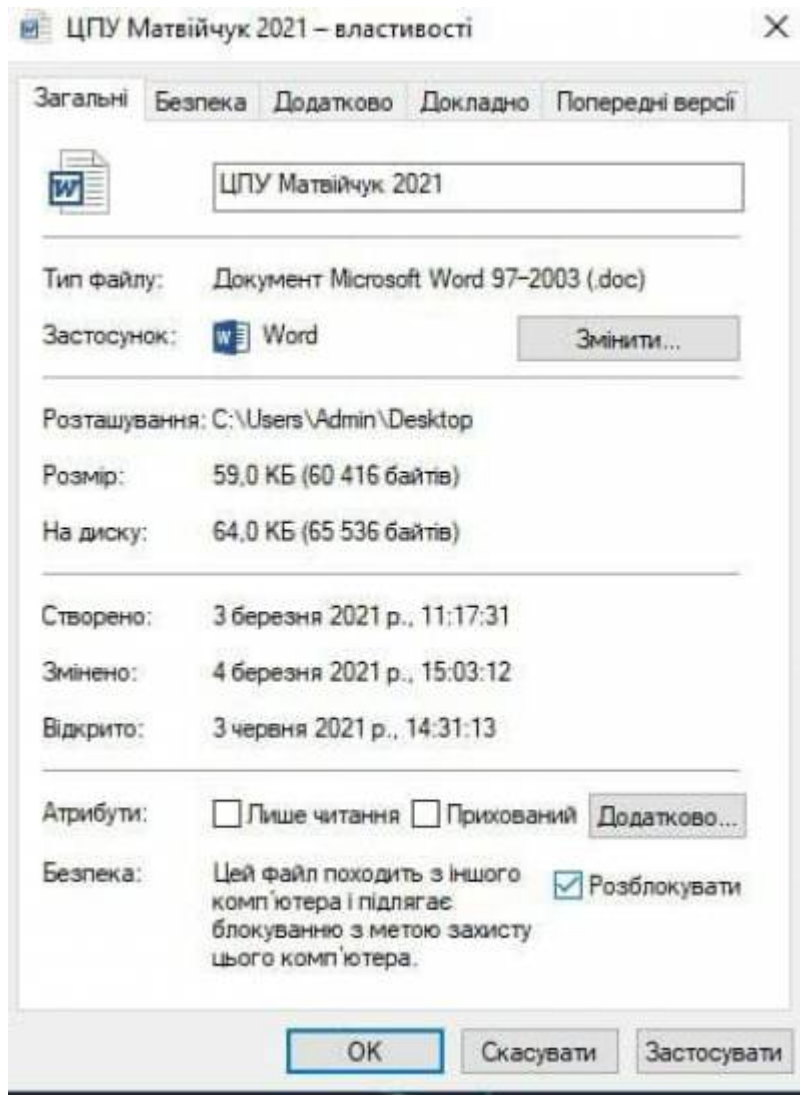 ЦПУ Матвійчук 2021 – властивості
Загальні Безпека Додатково Докладно Попередні версії
ЦПУ Матвійчук 2021
Тип файлу: Документ Microsoft Word 97–2003 (.doc)
Застосунок: Word Змінити...
Розташування: C:\Users\Admin\Desktop
Розмір: 59,0 КБ (60 416 байтів)
На диску: 64,0 КБ (65 536 байтів)
Створено: 3 березня 2021 р., 11:17:31
Змінено: 4 березня 2021 р., 15:03:12
Відкрито: 3 червня 2021 р., 14:31:13
Атрибути: Лише читання Прихований Додатково...
Безпека: Цей файл походить з іншого
комп'ютера і підлягає
блокуванню з метою захисту
цього комп'ютера.
Розблокувати
OK Скасувати Застосувати